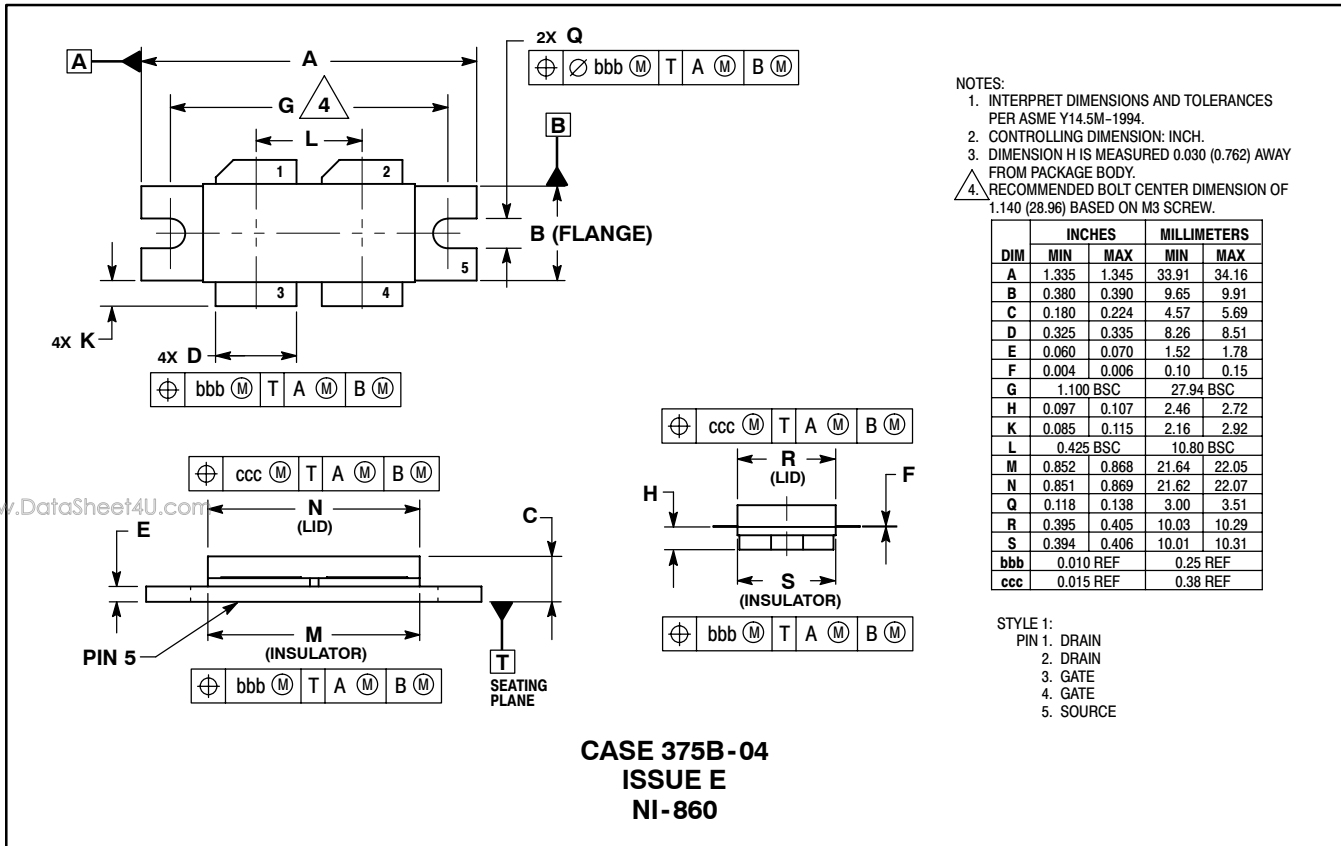 A
A
2X Q
⌖ ∅ bbb Ⓜ T A Ⓜ B Ⓜ
G 4
B
L
1 2
B (FLANGE)
5
3 4
4X K
4X D
⌖ bbb Ⓜ T A Ⓜ B Ⓜ
NOTES:
1. INTERPRET DIMENSIONS AND TOLERANCES
PER ASME Y14.5M-1994.
2. CONTROLLING DIMENSION: INCH.
3. DIMENSION H IS MEASURED 0.030 (0.762) AWAY
FROM PACKAGE BODY.
4. RECOMMENDED BOLT CENTER DIMENSION OF
1.140 (28.96) BASED ON M3 SCREW.
INCHES MILLIMETERS
DIM MIN MAX MIN MAX
A 1.335 1.345 33.91 34.16
B 0.380 0.390 9.65 9.91
C 0.180 0.224 4.57 5.69
D 0.325 0.335 8.26 8.51
E 0.060 0.070 1.52 1.78
F 0.004 0.006 0.10 0.15
G 1.100 BSC 27.94 BSC
H 0.097 0.107 2.46 2.72
K 0.085 0.115 2.16 2.92
L 0.425 BSC 10.80 BSC
M 0.852 0.868 21.64 22.05
N 0.851 0.869 21.62 22.07
Q 0.118 0.138 3.00 3.51
R 0.395 0.405 10.03 10.29
S 0.394 0.406 10.01 10.31
bbb 0.010 REF 0.25 REF
ccc 0.015 REF 0.38 REF
⌖ ccc Ⓜ T A Ⓜ B Ⓜ
N
(LID)
w.DataSheet4U.com
E
C
M
(INSULATOR)
PIN 5
⌖ bbb Ⓜ T A Ⓜ B Ⓜ
T
SEATING
PLANE
⌖ ccc Ⓜ T A Ⓜ B Ⓜ
R
(LID)
F
H
S
(INSULATOR)
⌖ bbb Ⓜ T A Ⓜ B Ⓜ
STYLE 1:
PIN 1. DRAIN
2. DRAIN
3. GATE
4. GATE
5. SOURCE
CASE 375B-04
ISSUE E
NI-860